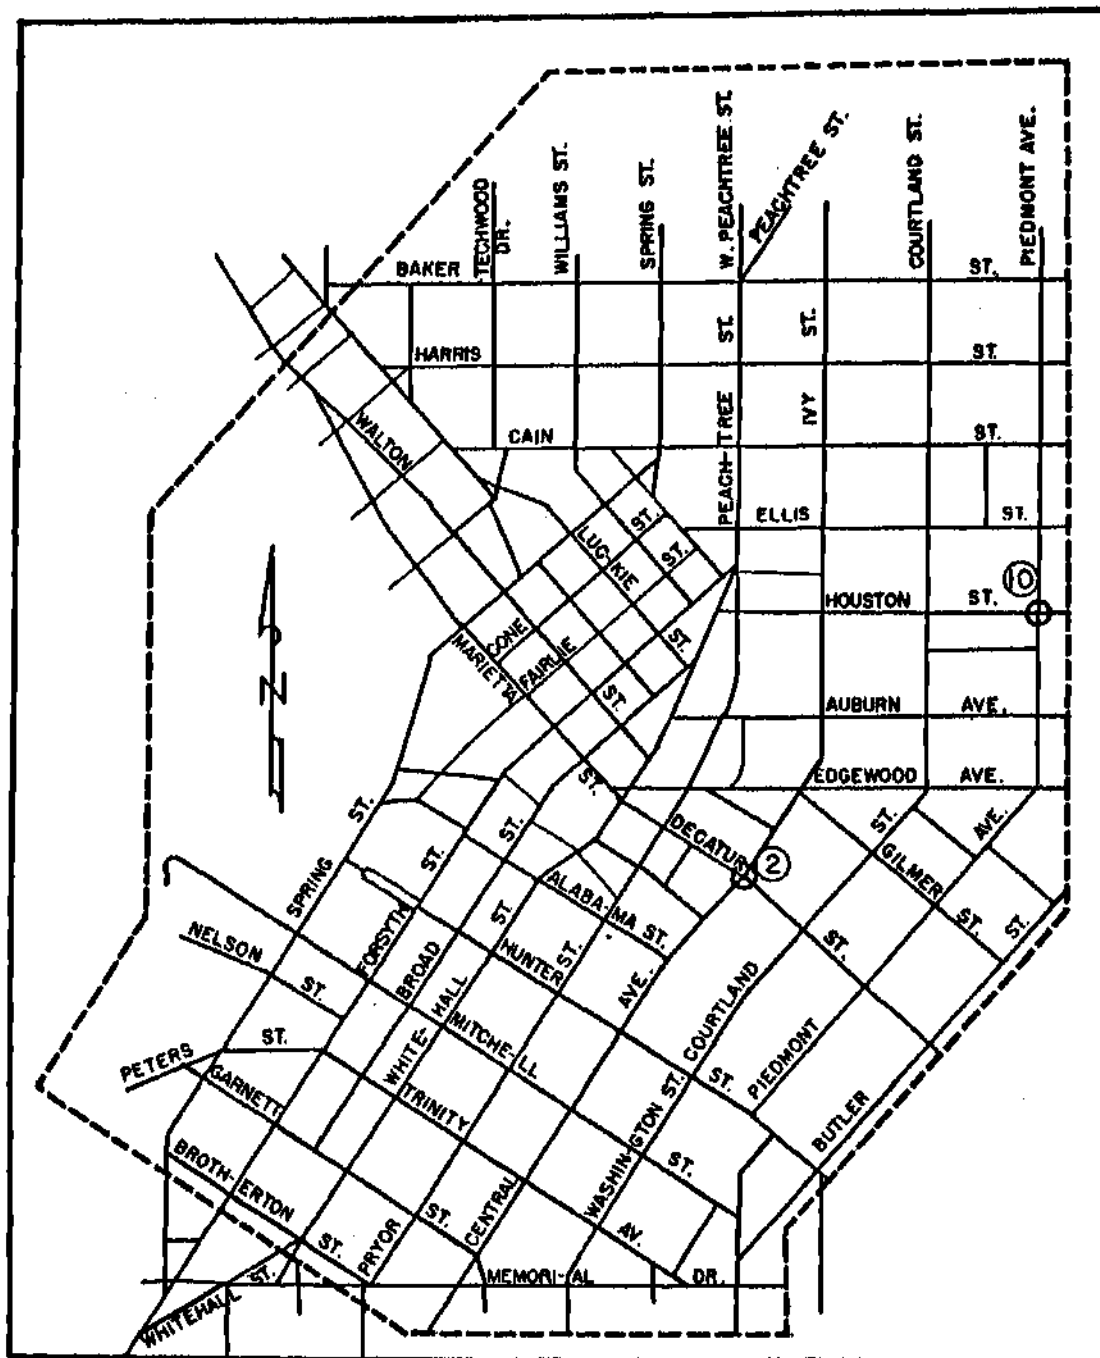 W. PEACHTREE ST.
PEACHTREE ST.
COURTLAND ST.
PIEDMONT AVE.
SPRING ST.
WILLIAMS ST.
TECHWOOD DR.
BAKER ST.
HARRIS ST.
CAIN ST.
PEACH-TREE ST.
IVY ST.
WALTON ST.
ELLIS ST.
LUC-KIE ST.
HOUSTON ST.
10
CONE ST.
FAIRLIE ST.
MARIETTA ST.
N
AUBURN AVE.
EDGEWOOD AVE.
DECATUR ST.
2
GILMER ST.
SPRING ST.
FORSYTH ST.
BROAD ST.
ALABA-MA ST.
NELSON ST.
HUNTER ST.
WHITE-HALL ST.
MITCHE-LL ST.
COURTLAND ST.
PIEDMONT AVE.
BUTLER ST.
PETERS ST.
GARNETT ST.
TRINITY AV.
WASHIN-GTON ST.
BROTH-ERTON ST.
PRYOR ST.
CENTRAL AVE.
MEMORI-AL DR.
WHITEHALL ST.